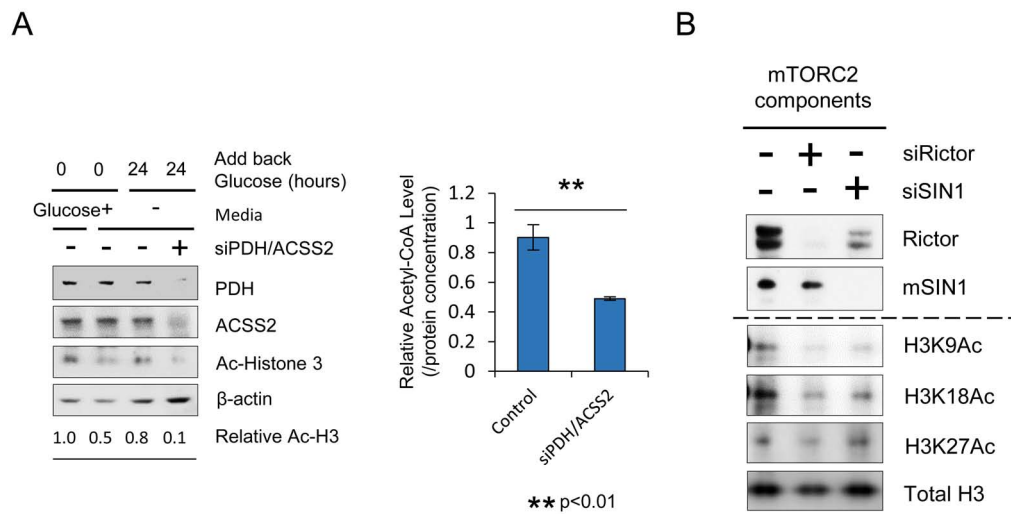 A
0 0 24 24 Add back
Glucose (hours)
Glucose+ - Media
- - - + siPDH/ACSS2
PDH
ACSS2
Ac-Histone 3
β-actin
1.0 0.5 0.8 0.1 Relative Ac-H3
Relative Acetyl-CoA Level
(/protein concentration)
1.2
1
0.8
0.6
0.4
0.2
0
**
Control
siPDH/ACSS2
** p<0.01
B
mTORC2
components
- + - siRictor
- - + siSIN1
Rictor
mSIN1
H3K9Ac
H3K18Ac
H3K27Ac
Total H3